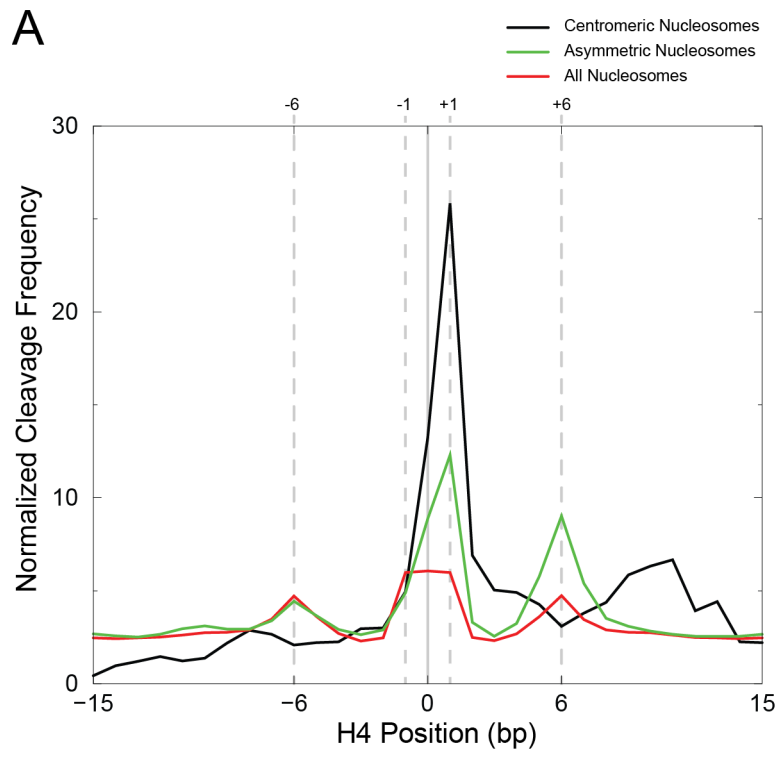 A
Centromeric Nucleosomes
Asymmetric Nucleosomes
All Nucleosomes
-6 -1 +1 +6
30
20
10
0
Normalized Cleavage Frequency
−15 −6 0 6 15
H4 Position (bp)